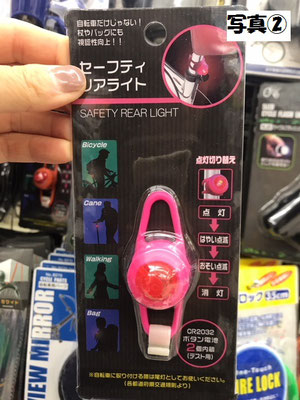 写真②
自転車だけじゃない！
杖やバッグにも
視認性向上！！
セーフティ
リアライト
SAFETY REAR LIGHT
Bicycle
点灯切り替え
点灯
Cane
はやい点滅
おそい点滅
Walking
消灯
CR2032
ボタン電池
2個内蔵
(テスト用)
Bag
※自転車に取り付ける際は尾灯としてお使いください。
(各都道府県交通規則より)
VIEW MIRROR
ロック
WIRE LOCK